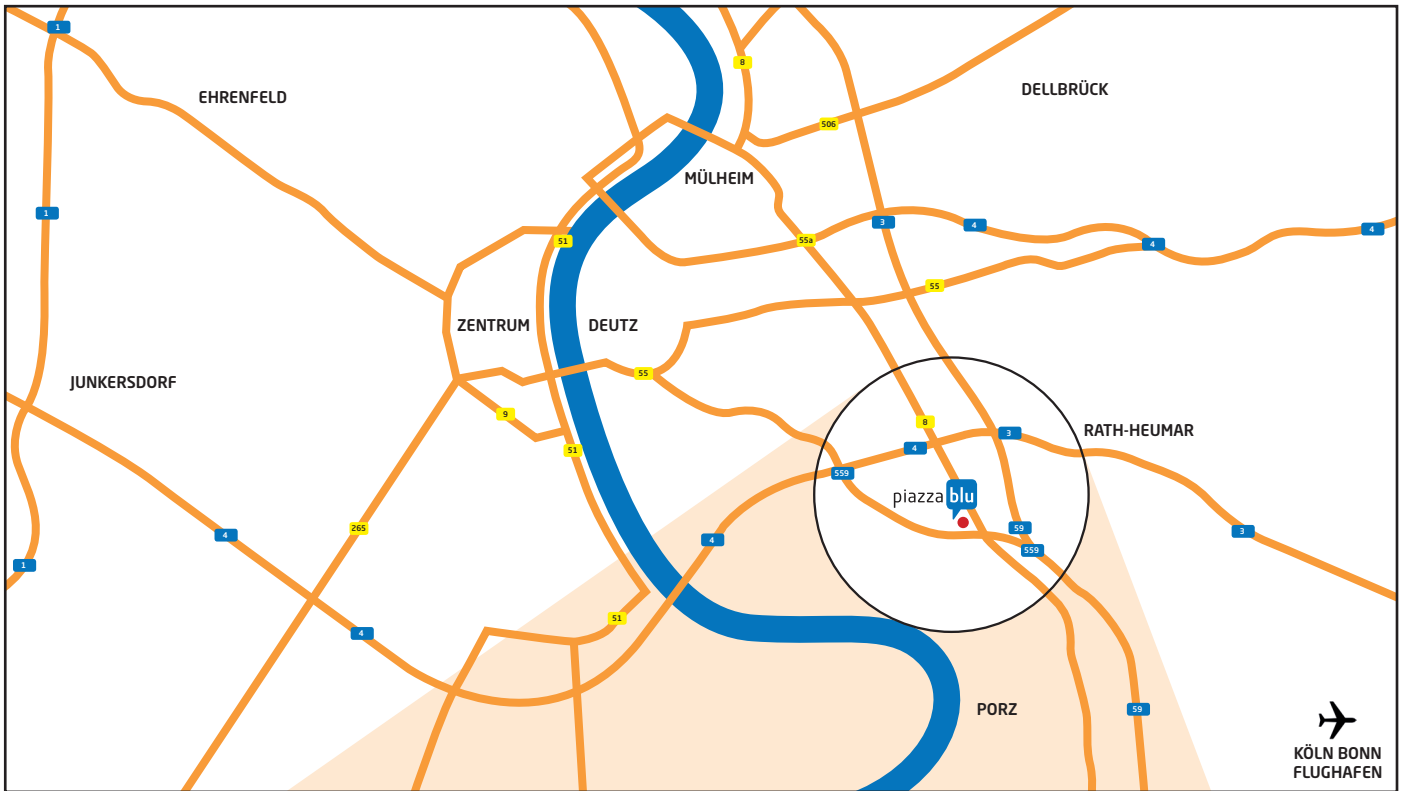 1
8
EHRENFELD
DELLBRÜCK
506
MÜLHEIM
1
3
4
4
51
55a
4
55
ZENTRUM
DEUTZ
55
JUNKERSDORF
9
8
51
3
RATH-HEUMAR
4
559
piazza blu
265
59
3
4
4
559
1
51
4
PORZ
59
KÖLN BONN
FLUGHAFEN